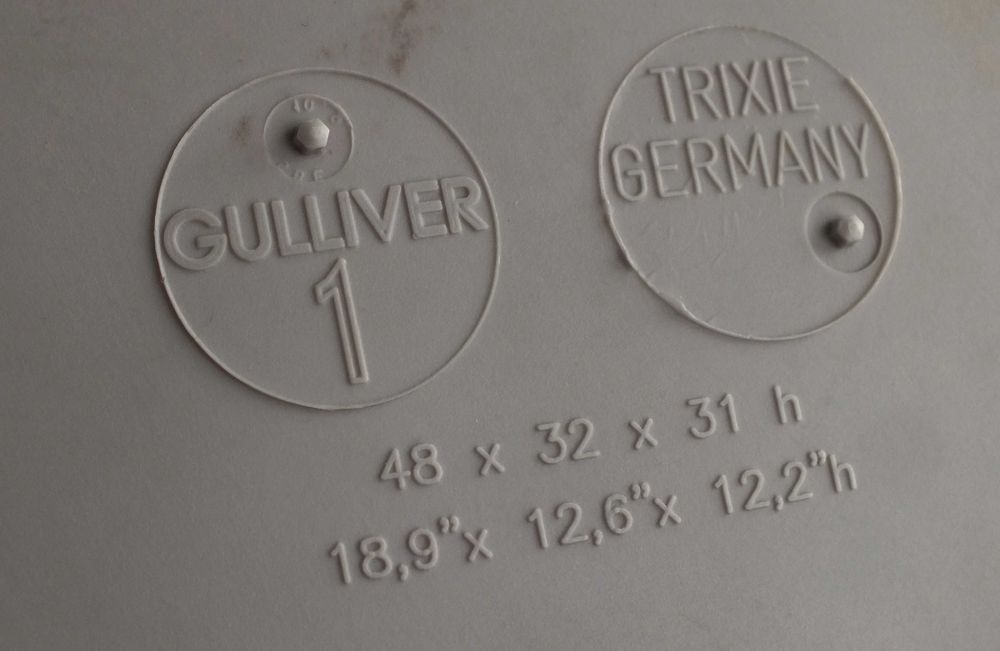 GULLIVER
1
TRIXIE
GERMANY
48 x 32 x 31 h
18,9”x 12,6”x 12,2”h